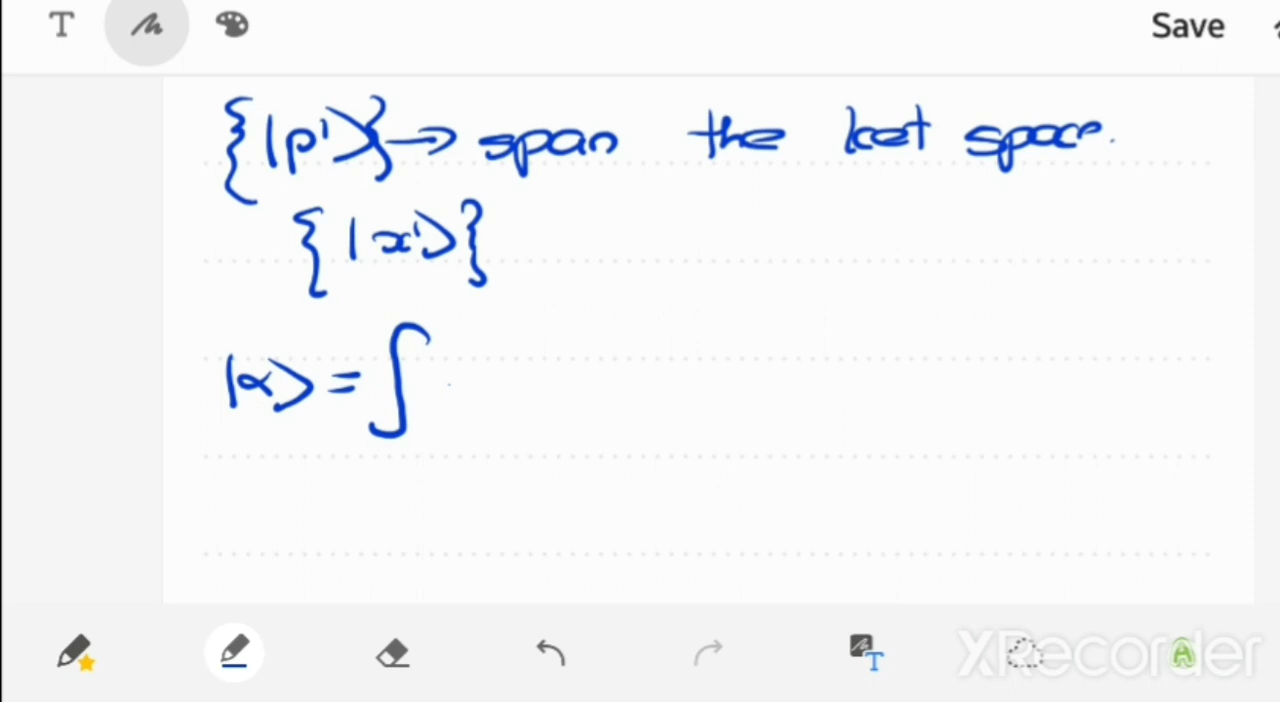 T Save
{|p'⟩} → span the ket space.
{|x'⟩}
|α⟩ = ∫
T XRecorder